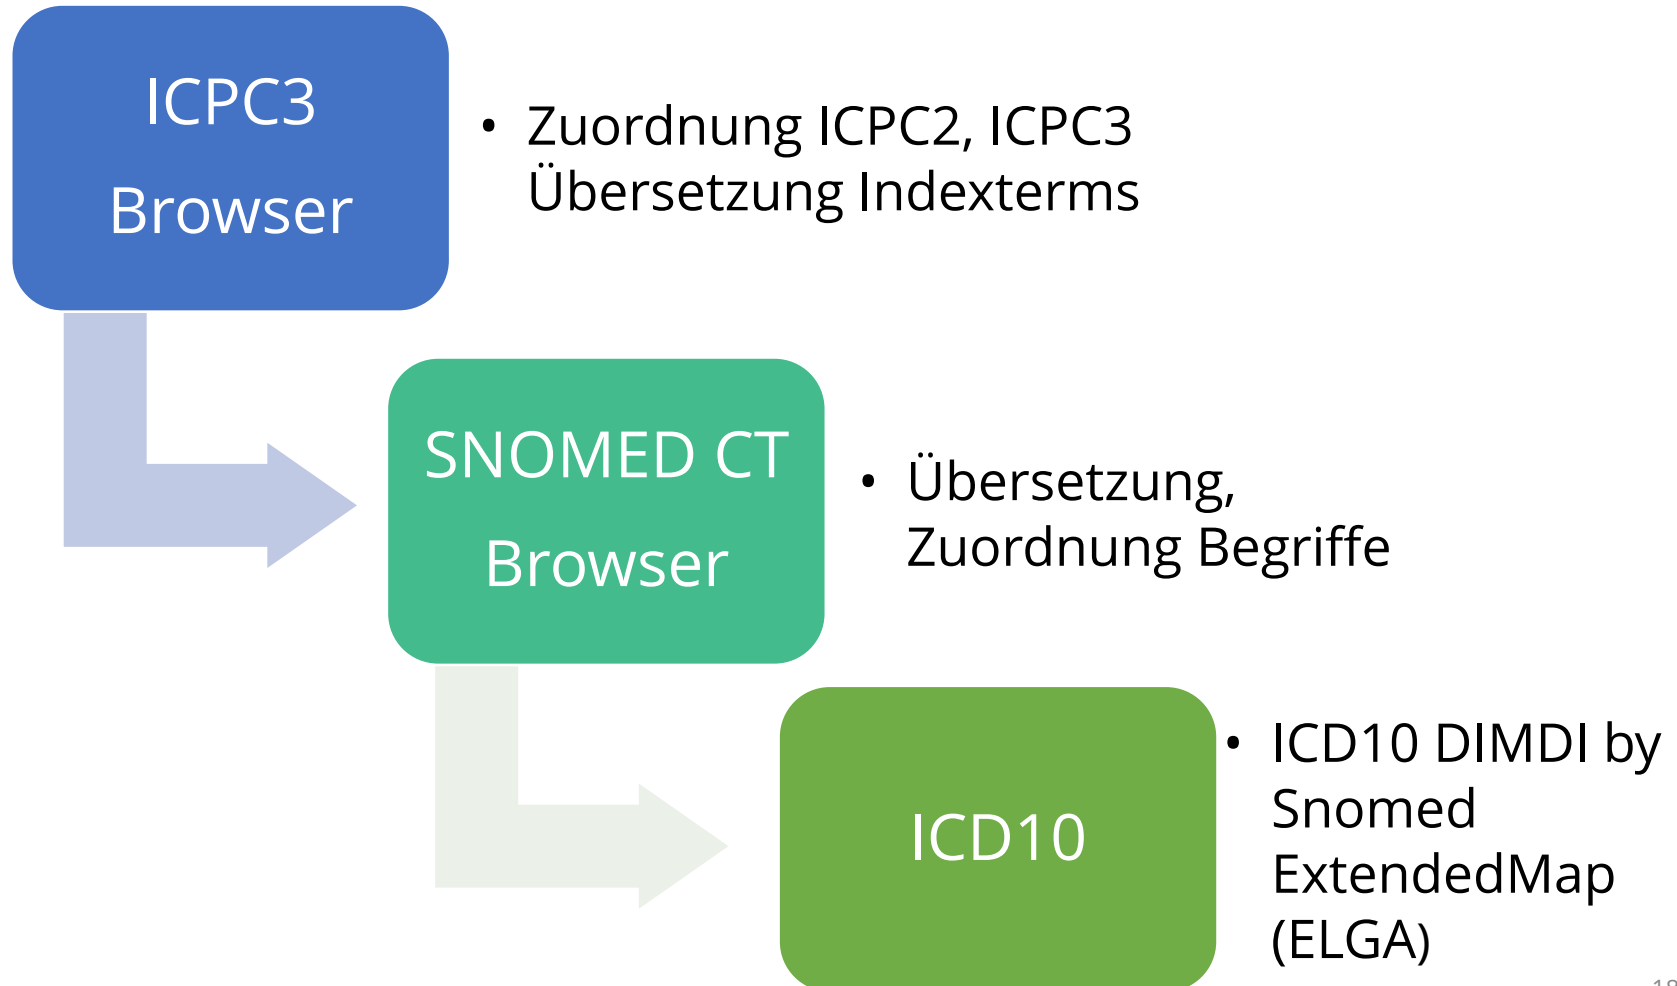 ICPC3
Browser
• Zuordnung ICPC2, ICPC3
Übersetzung Indexterms
SNOMED CT
Browser
• Übersetzung,
Zuordnung Begriffe
ICD10
• ICD10 DIMDI by
Snomed
ExtendedMap
(ELGA)